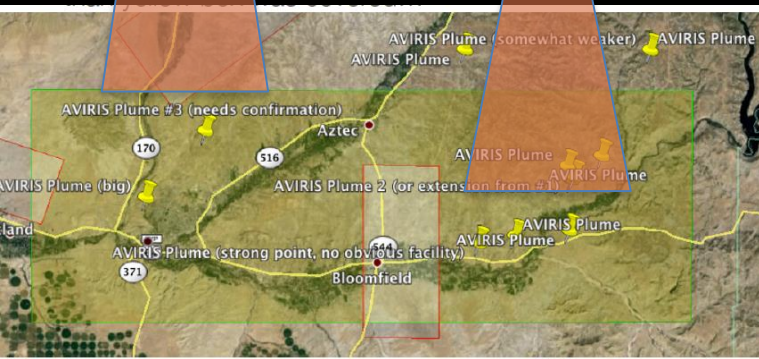 AVIRIS Plume (somewhat weaker)
AVIRIS Plume
AVIRIS Plume
AVIRIS Plume #3 (needs confirmation)
Aztec
170
516
AVIRIS Plume
AVIRIS Plume
AVIRIS Plume (big)
AVIRIS Plume 2 (or extension from #1)
land
AVIRIS Plume
AVIRIS Plume
AVIRIS Plume (strong point, no obvious facility)
544
371
Bloomfield